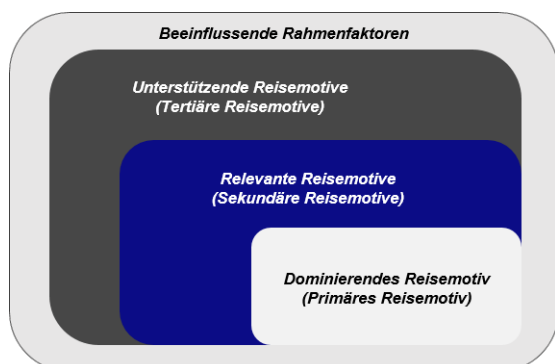 Beeinflussende Rahmenfaktoren
Unterstützende Reisemotive
(Tertiäre Reisemotive)
Relevante Reisemotive
(Sekundäre Reisemotive)
Dominierendes Reisemotiv
(Primäres Reisemotiv)